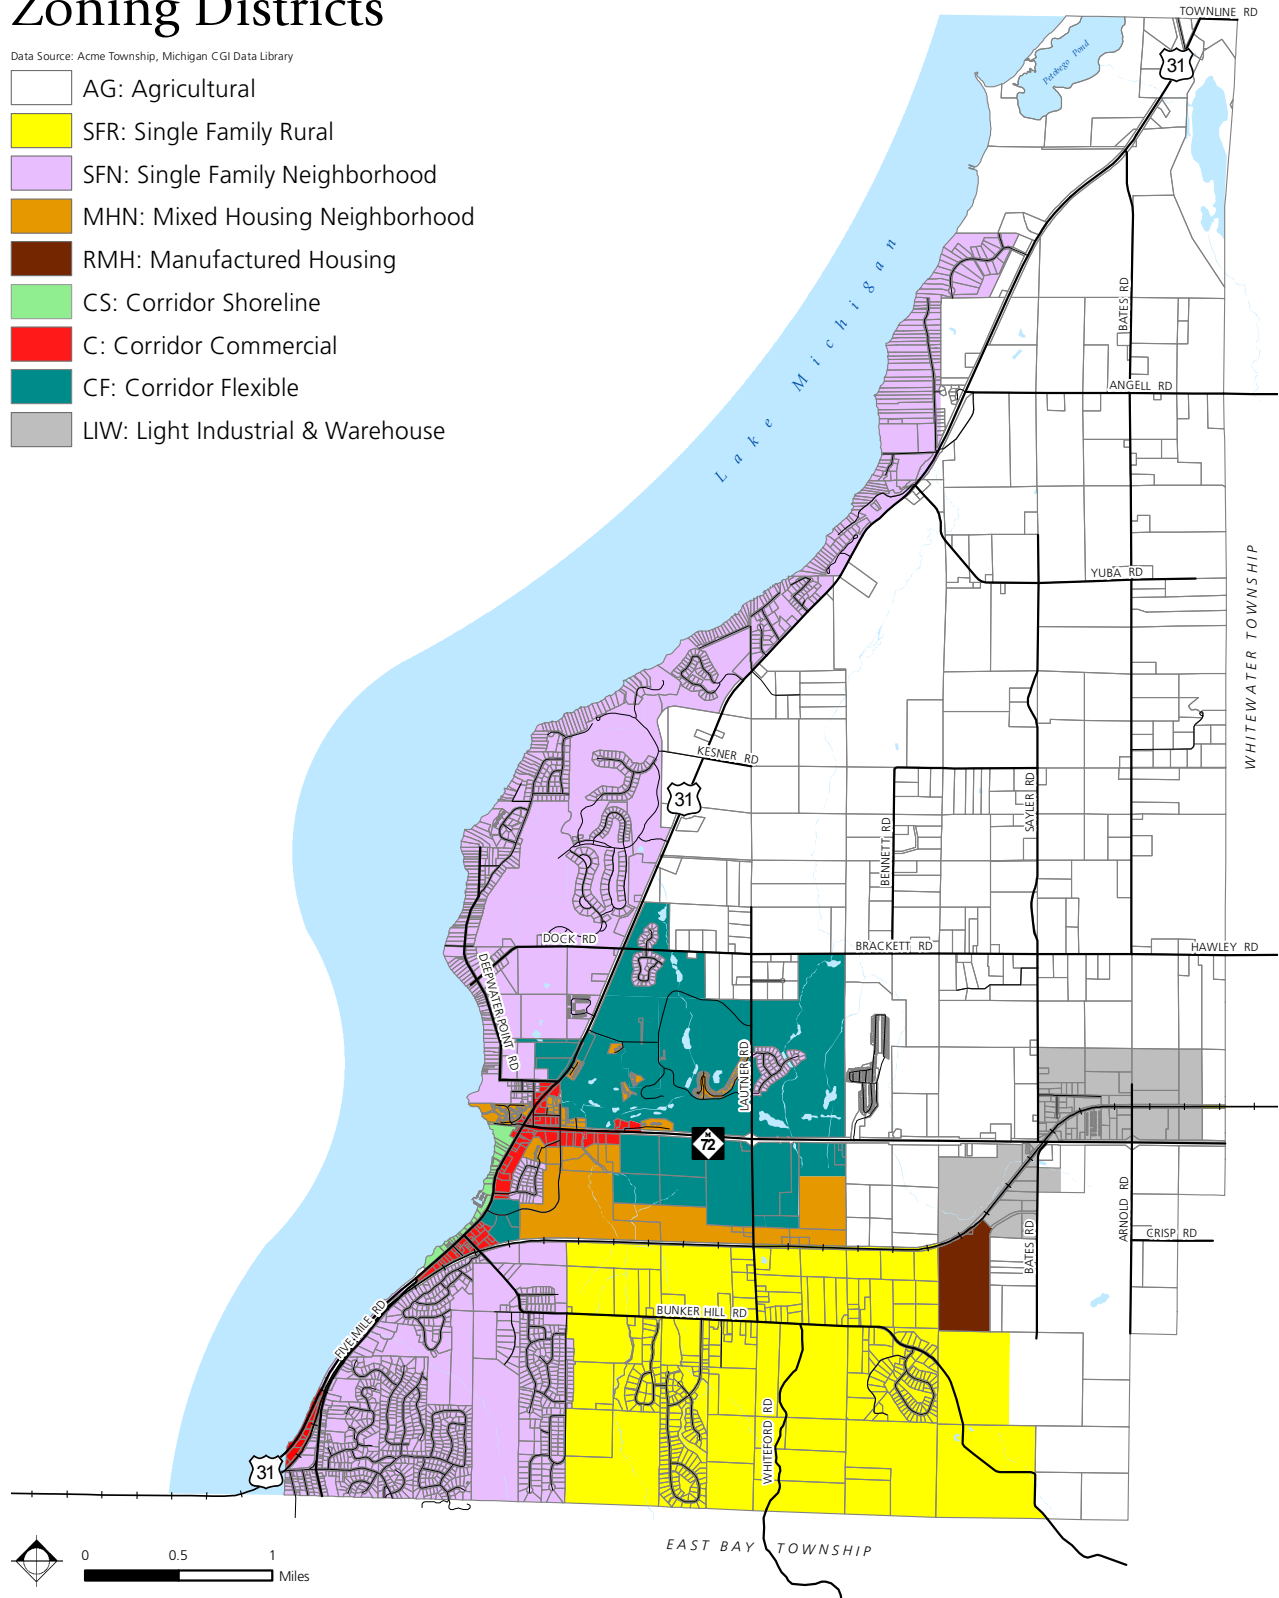 Zoning Districts
Data Source: Acme Township, Michigan CGI Data Library
AG: Agricultural
SFR: Single Family Rural
SFN: Single Family Neighborhood
MHN: Mixed Housing Neighborhood
RMH: Manufactured Housing
CS: Corridor Shoreline
C: Corridor Commercial
CF: Corridor Flexible
LIW: Light Industrial & Warehouse
TOWNLINE RD
31
Petobego Pond
Lake Michigan
BATES RD
ANGELL RD
YUBA RD
WHITEWATER TOWNSHIP
KESNER RD
31
SAYLER RD
BENNETT RD
DOCK RD
BRACKETT RD
HAWLEY RD
DEEPWATER POINT RD
LAUTNER RD
M
72
ARNOLD RD
CRISP RD
BATES RD
FIVE MILE RD
BUNKER HILL RD
WHITEFORD RD
31
EAST BAY TOWNSHIP
0 0.5 1
Miles